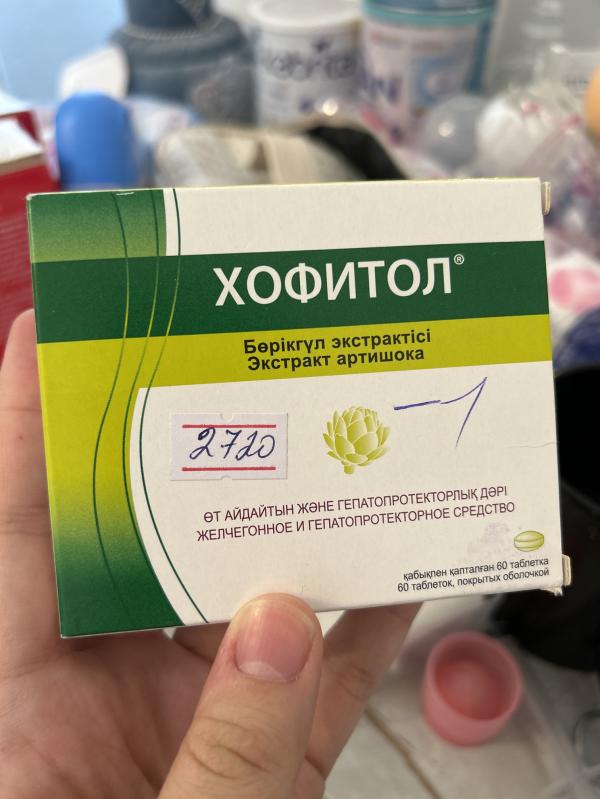 ХОФИТОЛ®
Бөрікгүл экстрактісі
Экстракт артишока
2720
-1
ӨТ АЙДАЙТЫН ЖӘНЕ ГЕПАТОПРОТЕКТОРЛЫҚ ДӘРІ
ЖЕЛЧЕГОННОЕ И ГЕПАТОПРОТЕКТОРНОЕ СРЕДСТВО
қабықпен қапталған 60 таблетка
60 таблеток, покрытых оболочкой